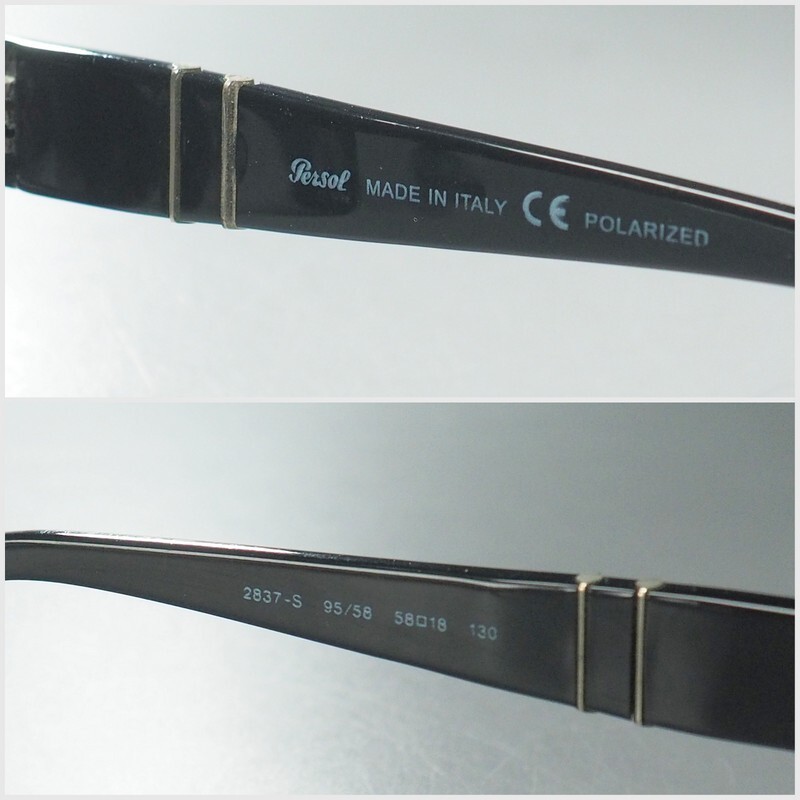 Persol MADE IN ITALY CE POLARIZED
2837-S 95/58 58□18 130